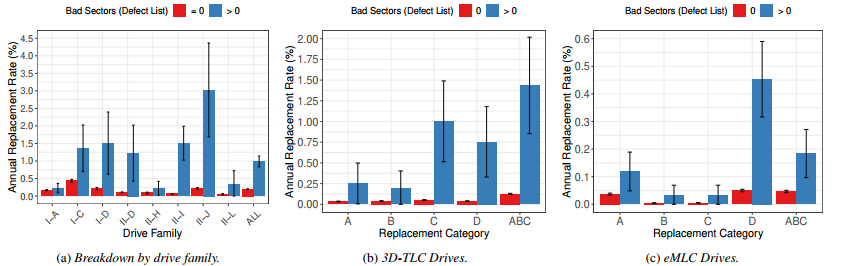 Bad Sectors (Defect List) = 0 > 0
Annual Replacement Rate (%)
4.5
4.0
3.5
3.0
2.5
2.0
1.5
1.0
0.5
0.0
I−A I−C I−D II−D II−H II−I II−J II−L ALL
Drive Family
(a) Breakdown by drive family.
Bad Sectors (Defect List) 0 > 0
Annual Replacement Rate (%)
2.00
1.75
1.50
1.25
1.00
0.75
0.50
0.25
0.00
A B C D ABC
Replacement Category
(b) 3D-TLC Drives.
Bad Sectors (Defect List) 0 > 0
Annual Replacement Rate (%)
0.6
0.5
0.4
0.3
0.2
0.1
0.0
A B C D ABC
Replacement Category
(c) eMLC Drives.